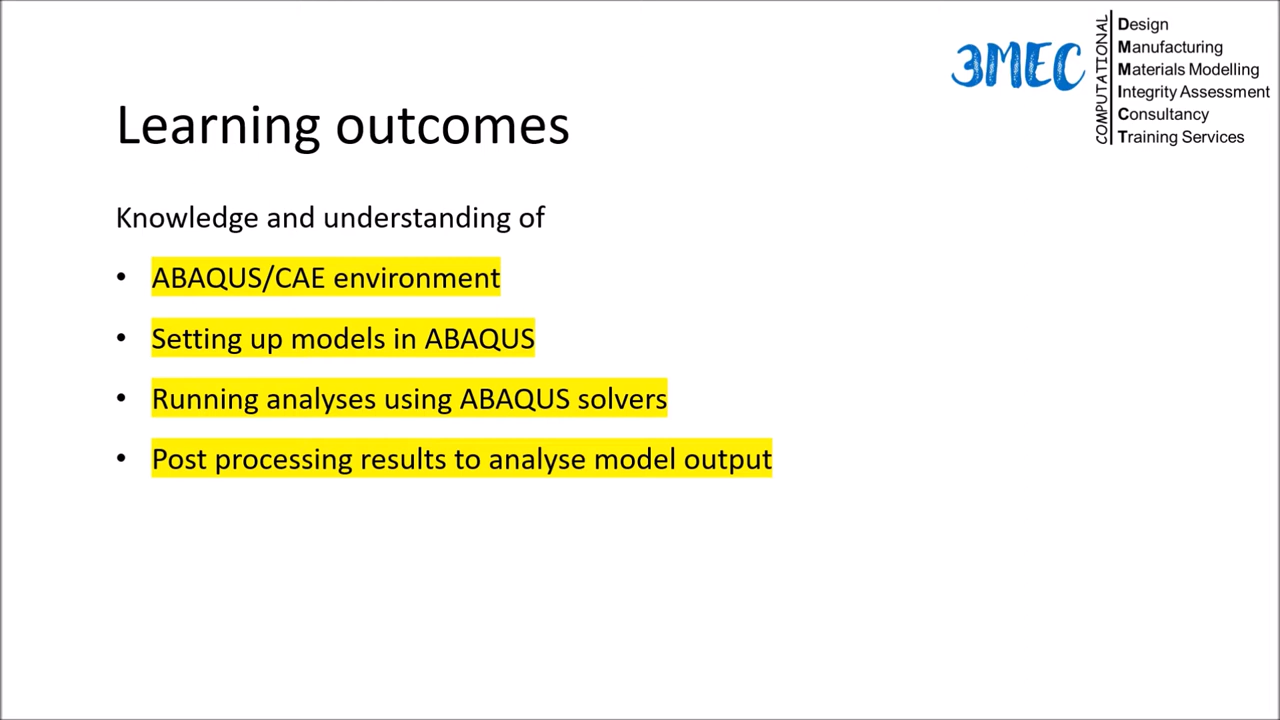 3MEC
COMPUTATIONAL
Design
Manufacturing
Materials Modelling
Integrity Assessment
Consultancy
Training Services
Learning outcomes
Knowledge and understanding of
• ABAQUS/CAE environment
• Setting up models in ABAQUS
• Running analyses using ABAQUS solvers
• Post processing results to analyse model output